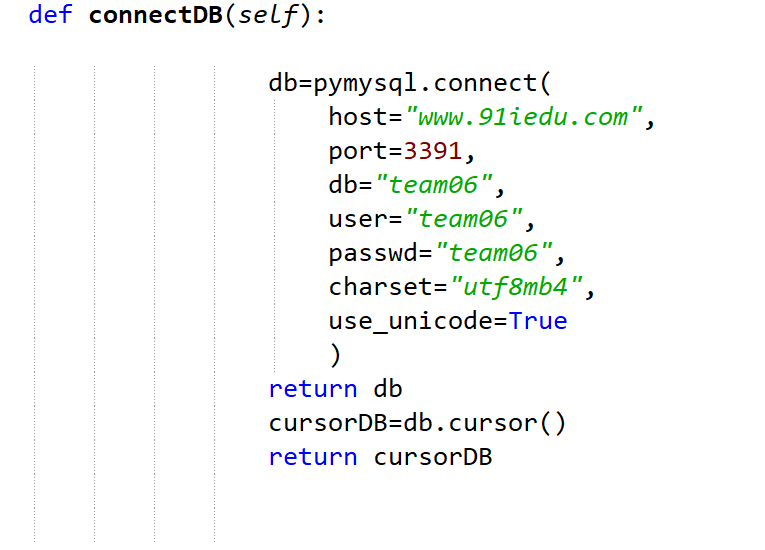 def connectDB(self):
db=pymysql.connect(
host="www.91iedu.com",
port=3391,
db="team06",
user="team06",
passwd="team06",
charset="utf8mb4",
use_unicode=True
)
return db
cursorDB=db.cursor()
return cursorDB